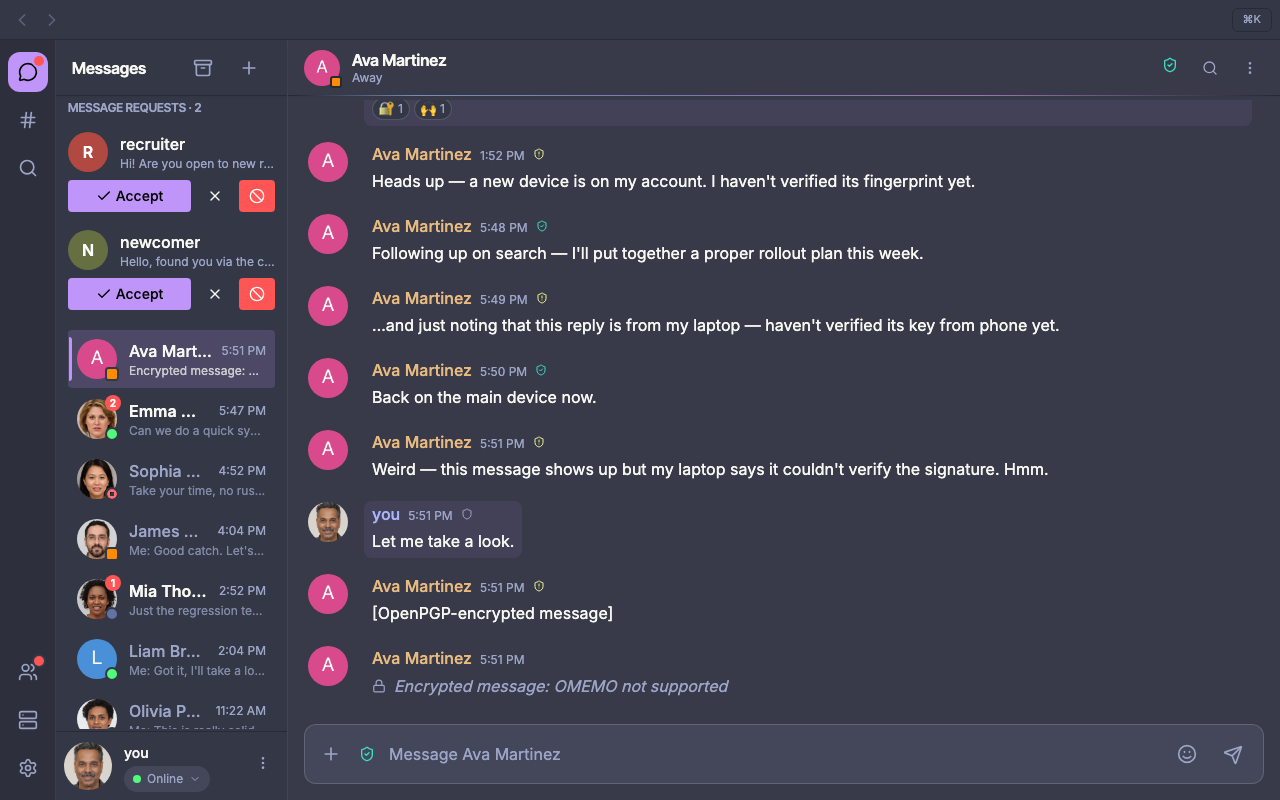 ⌘K
Messages
MESSAGE REQUESTS · 2
R
recruiter
Hi! Are you open to new r...
Accept
N
newcomer
Hello, found you via the c...
Accept
A
Ava Mart... 5:51 PM
Encrypted message: ...
2
Emma ... 5:47 PM
Can we do a quick sy...
Sophia ... 4:52 PM
Take your time, no rus...
James ... 4:04 PM
Me: Good catch. Let's...
1
Mia Tho... 2:52 PM
Just the regression te...
L
Liam Br... 2:04 PM
Me: Got it, I'll take a lo...
Olivia P... 11:22 AM
you
Online
A
Ava Martinez
Away
1 1
A
Ava Martinez 1:52 PM
Heads up — a new device is on my account. I haven't verified its fingerprint yet.
A
Ava Martinez 5:48 PM
Following up on search — I'll put together a proper rollout plan this week.
A
Ava Martinez 5:49 PM
...and just noting that this reply is from my laptop — haven't verified its key from phone yet.
A
Ava Martinez 5:50 PM
Back on the main device now.
A
Ava Martinez 5:51 PM
Weird — this message shows up but my laptop says it couldn't verify the signature. Hmm.
you 5:51 PM
Let me take a look.
A
Ava Martinez 5:51 PM
[OpenPGP-encrypted message]
A
Ava Martinez 5:51 PM
Encrypted message: OMEMO not supported
Message Ava Martinez